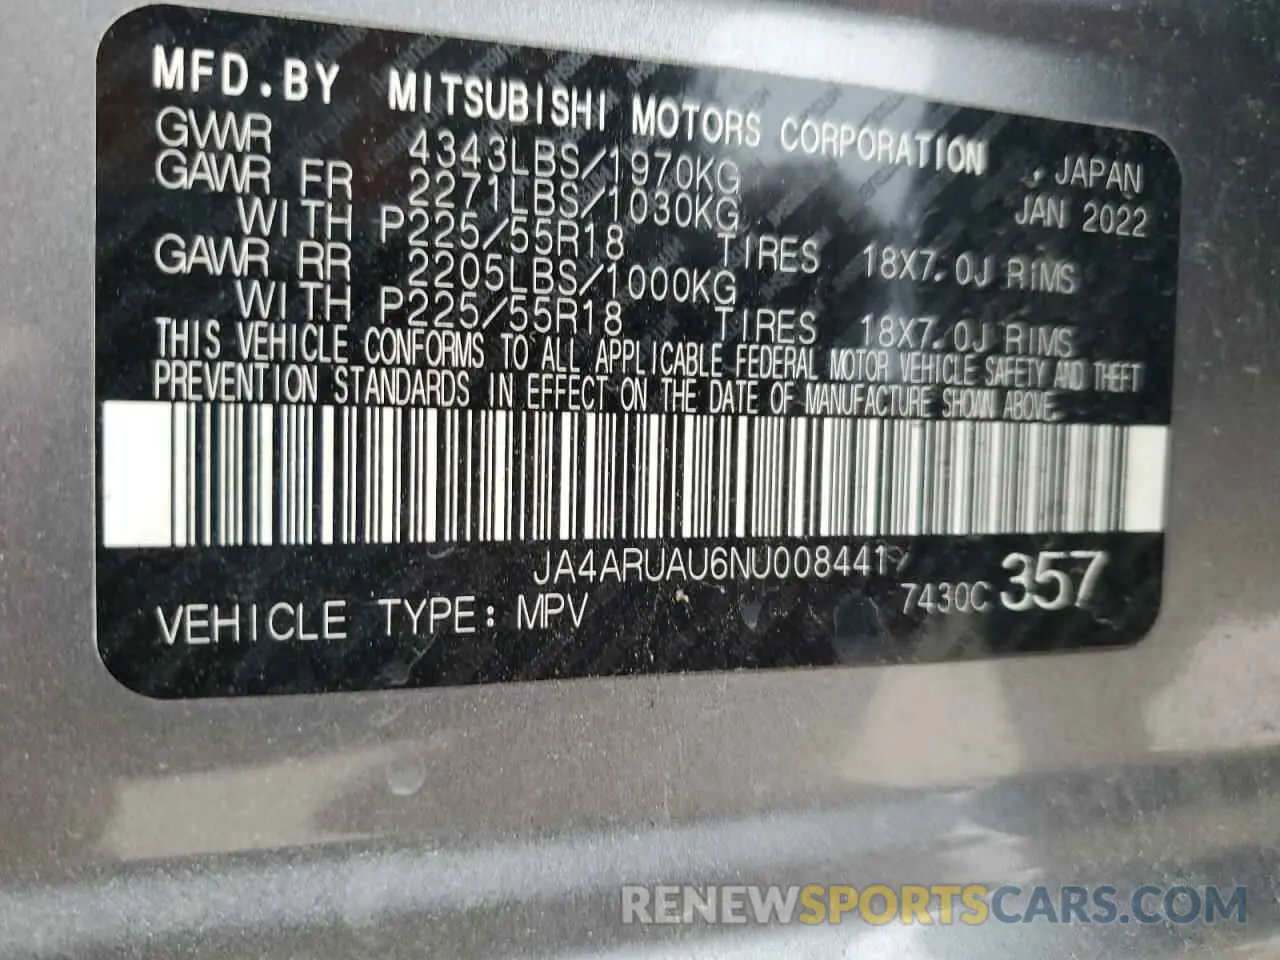 MFD.BY MITSUBISHI MOTORS CORPORATION JAPAN
GVWR 4343LBS/1970KG JAN 2022
GAWR FR 2271LBS/1030KG
WITH P225/55R18 TIRES 18X7.0J RIMS
GAWR RR 2205LBS/1000KG
WITH P225/55R18 TIRES 18X7.0J RIMS
THIS VEHICLE CONFORMS TO ALL APPLICABLE FEDERAL MOTOR VEHICLE SAFETY AND THEFT
PREVENTION STANDARDS IN EFFECT ON THE DATE OF MANUFACTURE SHOWN ABOVE.
JA4ARUAU6NU008441
7430C 357
VEHICLE TYPE: MPV
RENEWSPORTSCARS.COM